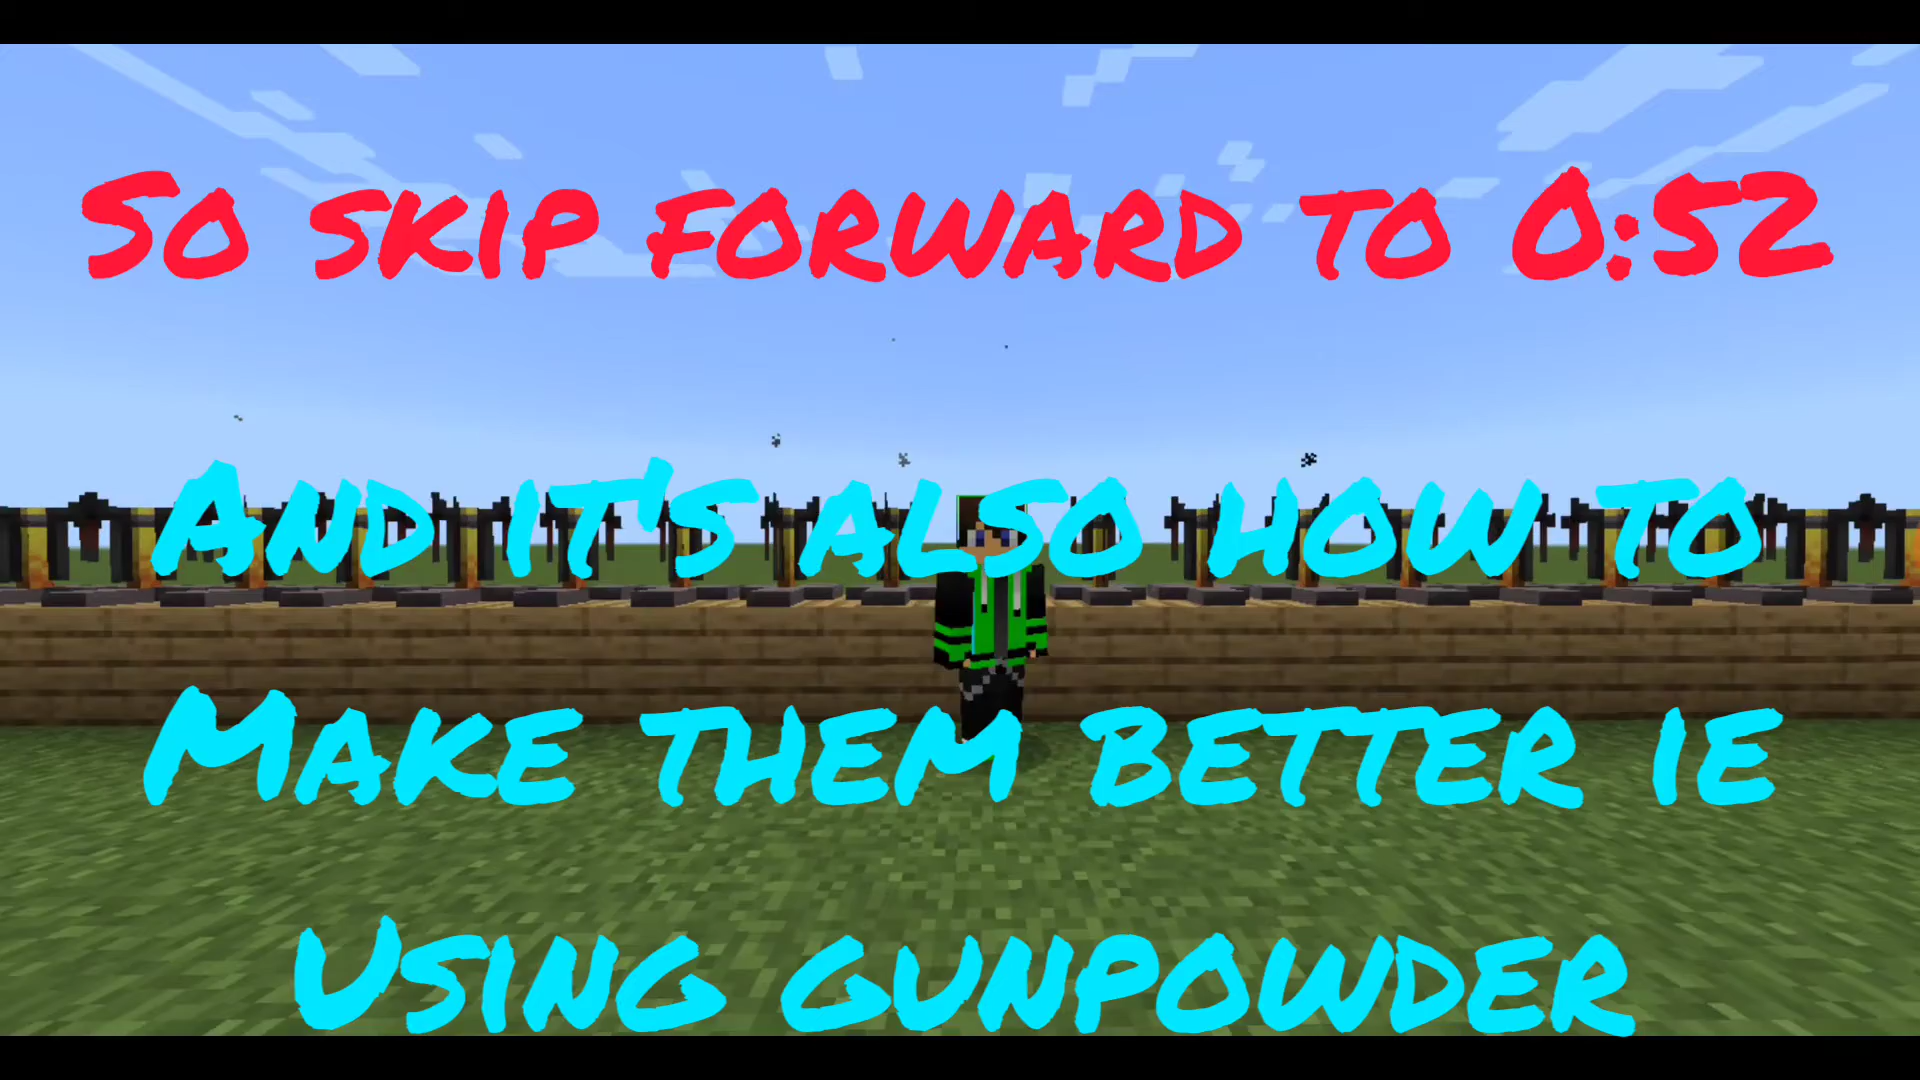 So skip forward to 0:52
And it's also how to
Make them better ie
Using gunpowder